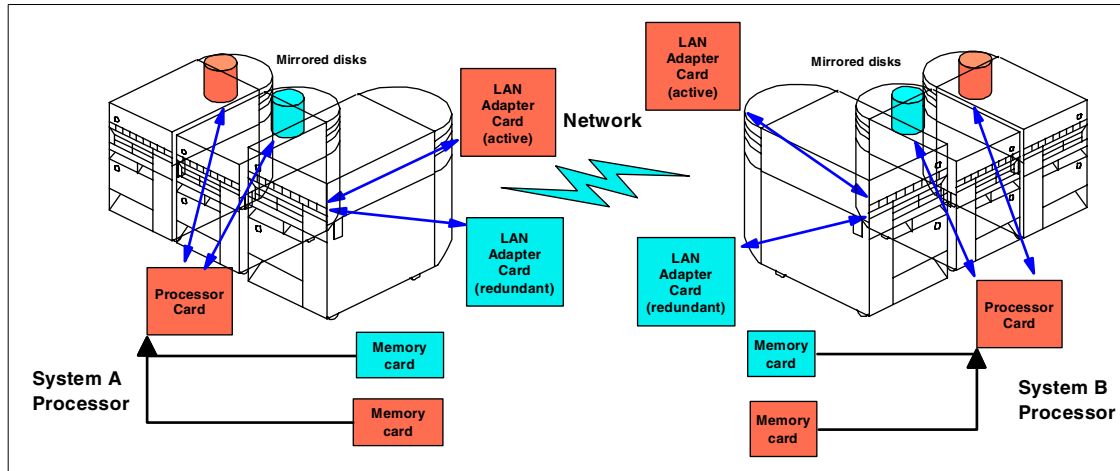 Mirrored disks
LAN
Adapter
Card
(active)
Network
LAN
Adapter
Card
(redundant)
Processor
Card
Memory
card
Memory
card
System A
Processor
LAN
Adapter
Card
(active)
Mirrored disks
LAN
Adapter
Card
(redundant)
Processor
Card
Memory
card
Memory
card
System B
Processor